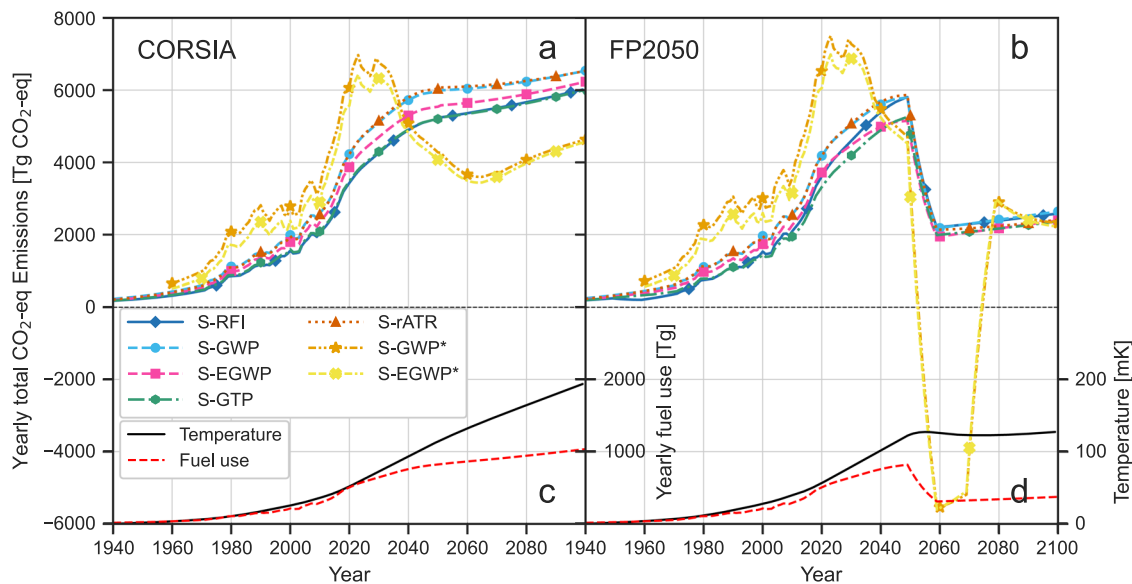 CORSIA
a
FP2050
b
Yearly total CO₂-eq Emissions [Tg CO₂-eq]
8000
6000
4000
2000
0
−2000
−4000
−6000
S-RFI
S-GWP
S-EGWP
S-GTP
S-rATR
S-GWP*
S-EGWP*
Temperature
Fuel use
c
d
Yearly fuel use [Tg]
2000
1000
0
Temperature [mK]
200
100
0
1940 1960 1980 2000 2020 2040 2060 2080 1940 1960 1980 2000 2020 2040 2060 2080 2100
Year
Year